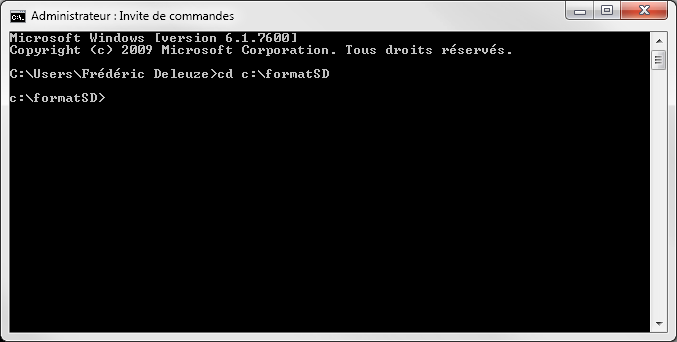 Administrateur : Invite de commandes
Microsoft Windows [version 6.1.7600]
Copyright (c) 2009 Microsoft Corporation. Tous droits réservés.
C:\Users\Frédéric Deleuze>cd c:\formatSD
c:\formatSD>